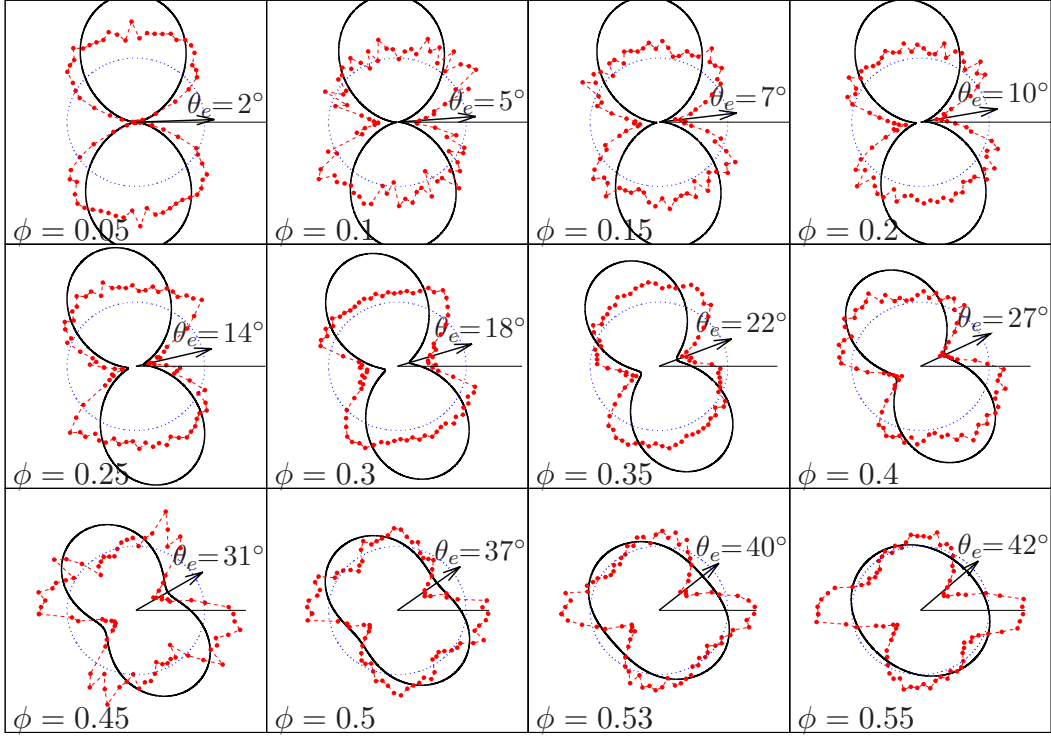 θₑ=2°
θₑ=5°
θₑ=7°
θₑ=10°
ϕ = 0.05
ϕ = 0.1
ϕ = 0.15
ϕ = 0.2
θₑ=14°
θₑ=18°
θₑ=22°
θₑ=27°
ϕ = 0.25
ϕ = 0.3
ϕ = 0.35
ϕ = 0.4
θₑ=31°
θₑ=37°
θₑ=40°
θₑ=42°
ϕ = 0.45
ϕ = 0.5
ϕ = 0.53
ϕ = 0.55